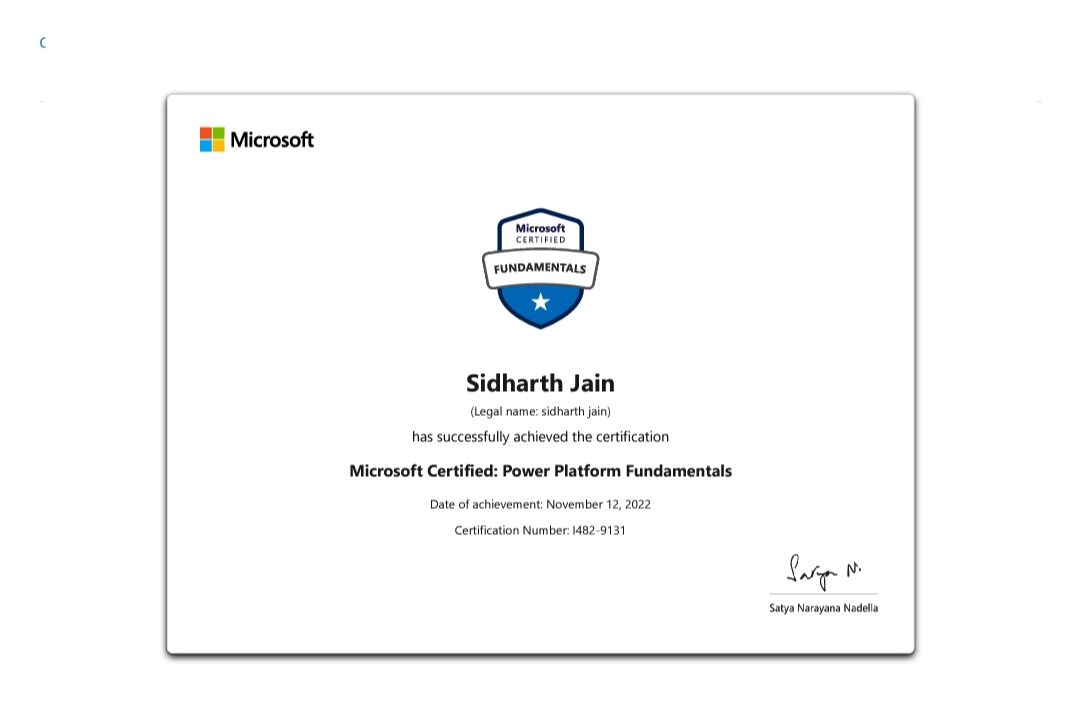 Microsoft
Microsoft
CERTIFIED
FUNDAMENTALS
Sidharth Jain
(Legal name: sidharth jain)
has successfully achieved the certification
Microsoft Certified: Power Platform Fundamentals
Date of achievement: November 12, 2022
Certification Number: I482-9131
Satya N.
Satya Narayana Nadella